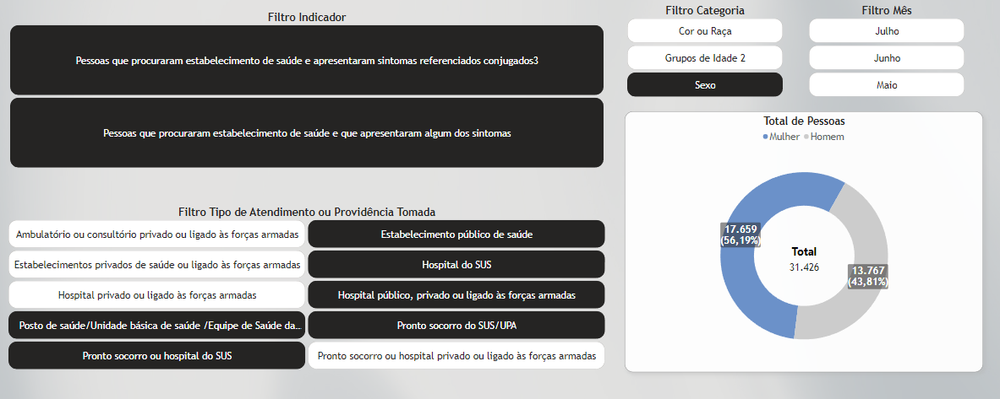 Filtro Indicador
Pessoas que procuraram estabelecimento de saúde e apresentaram sintomas referenciados conjugados3
Pessoas que procuraram estabelecimento de saúde e que apresentaram algum dos sintomas
Filtro Categoria
Cor ou Raça
Grupos de Idade 2
Sexo
Filtro Mês
Julho
Junho
Maio
Filtro Tipo de Atendimento ou Providência Tomada
Ambulatório ou consultório privado ou ligado às forças armadas
Estabelecimento público de saúde
Estabelecimentos privados de saúde ou ligado às forças armadas
Hospital do SUS
Hospital privado ou ligado às forças armadas
Hospital público, privado ou ligado às forças armadas
Posto de saúde/Unidade básica de saúde /Equipe de Saúde da...
Pronto socorro do SUS/UPA
Pronto socorro ou hospital do SUS
Pronto socorro ou hospital privado ou ligado às forças armadas
Total de Pessoas
Mulher Homem
17.659
(56,19%)
Total
31.426
13.767
(43,81%)